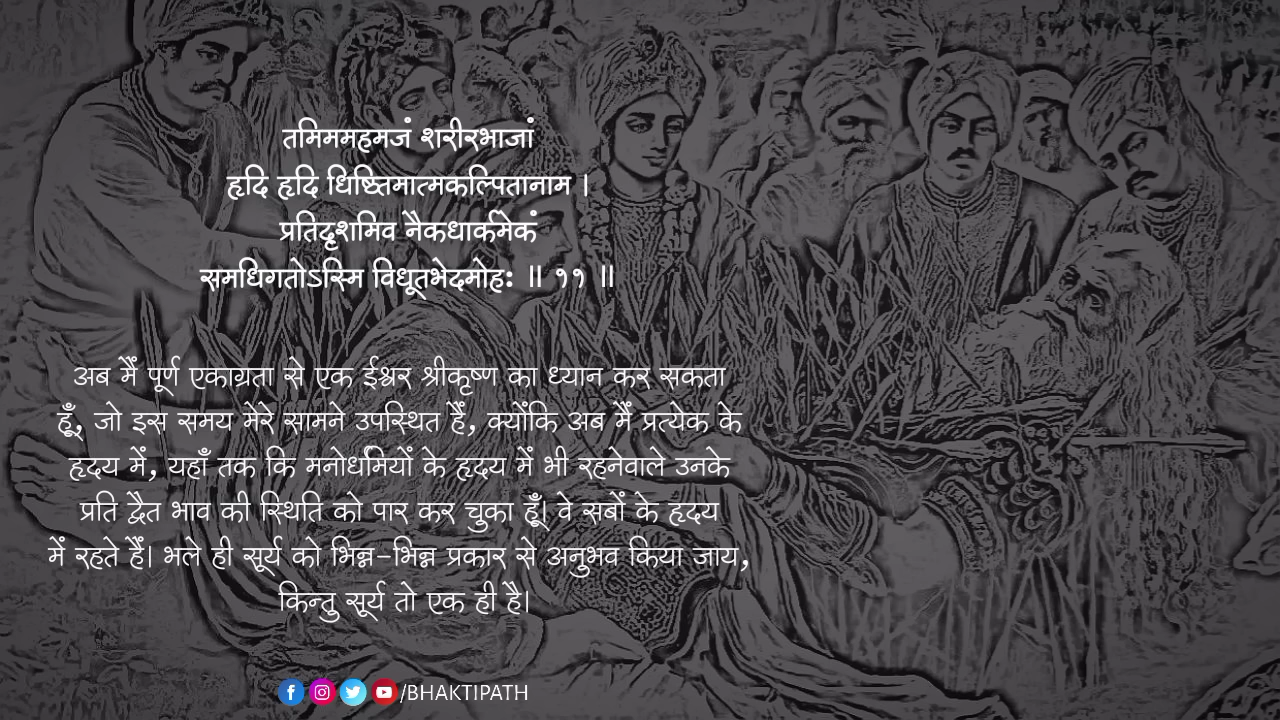 तमिममहमजं शरीरभाजां
हृदि हृदि धिष्ठितमात्मकल्पितानाम ।
प्रतिदृशमिव नैकधार्कमेकं
समधिगतोऽस्मि विधूतभेदमोहः ॥ ११ ॥
अब मैं पूर्ण एकाग्रता से एक ईश्वर श्रीकृष्ण का ध्यान कर सकता
हूँ, जो इस समय मेरे सामने उपस्थित हैं, क्योंकि अब मैं प्रत्येक के
हृदय में, यहाँ तक कि मनोधर्मियों के हृदय में भी रहनेवाले उनके
प्रति द्वैत भाव की स्थिति को पार कर चुका हूँ। वे सबों के हृदय
में रहते हैं। भले ही सूर्य को भिन्न-भिन्न प्रकार से अनुभव किया जाय,
किन्तु सूर्य तो एक ही है।
/BHAKTIPATH